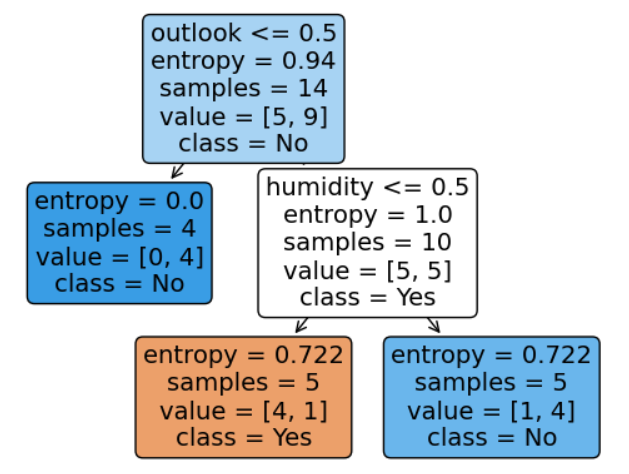 outlook <= 0.5
entropy = 0.94
samples = 14
value = [5, 9]
class = No
entropy = 0.0
samples = 4
value = [0, 4]
class = No
humidity <= 0.5
entropy = 1.0
samples = 10
value = [5, 5]
class = Yes
entropy = 0.722
samples = 5
value = [4, 1]
class = Yes
entropy = 0.722
samples = 5
value = [1, 4]
class = No